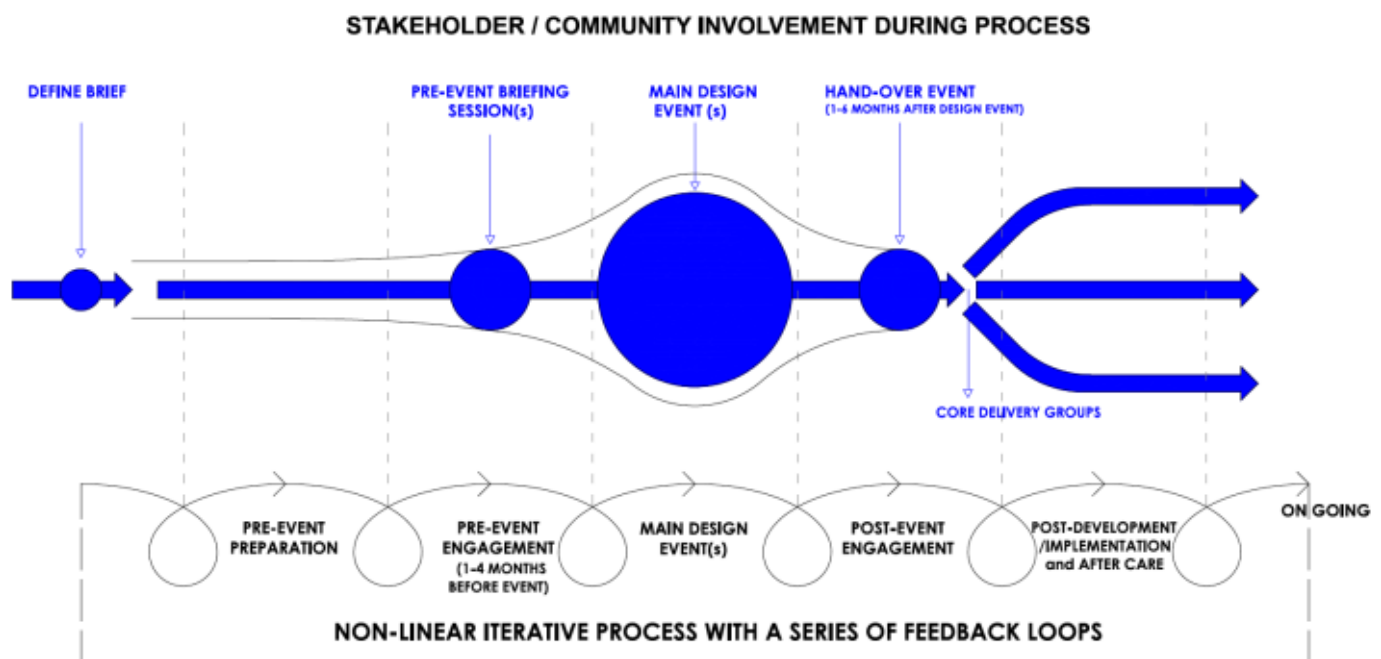 STAKEHOLDER / COMMUNITY INVOLVEMENT DURING PROCESS
DEFINE BRIEF
PRE-EVENT BRIEFING
SESSION(s)
MAIN DESIGN
EVENT (s)
HAND-OVER EVENT
(1-6 MONTHS AFTER DESIGN EVENT)
CORE DELIVERY GROUPS
PRE-EVENT
PREPARATION
PRE-EVENT
ENGAGEMENT
(1-4 MONTHS
BEFORE EVENT)
MAIN DESIGN
EVENT(s)
POST-EVENT
ENGAGEMENT
POST-DEVELOPMENT
/IMPLEMENTATION
and AFTER CARE
ON GOING
NON-LINEAR ITERATIVE PROCESS WITH A SERIES OF FEEDBACK LOOPS